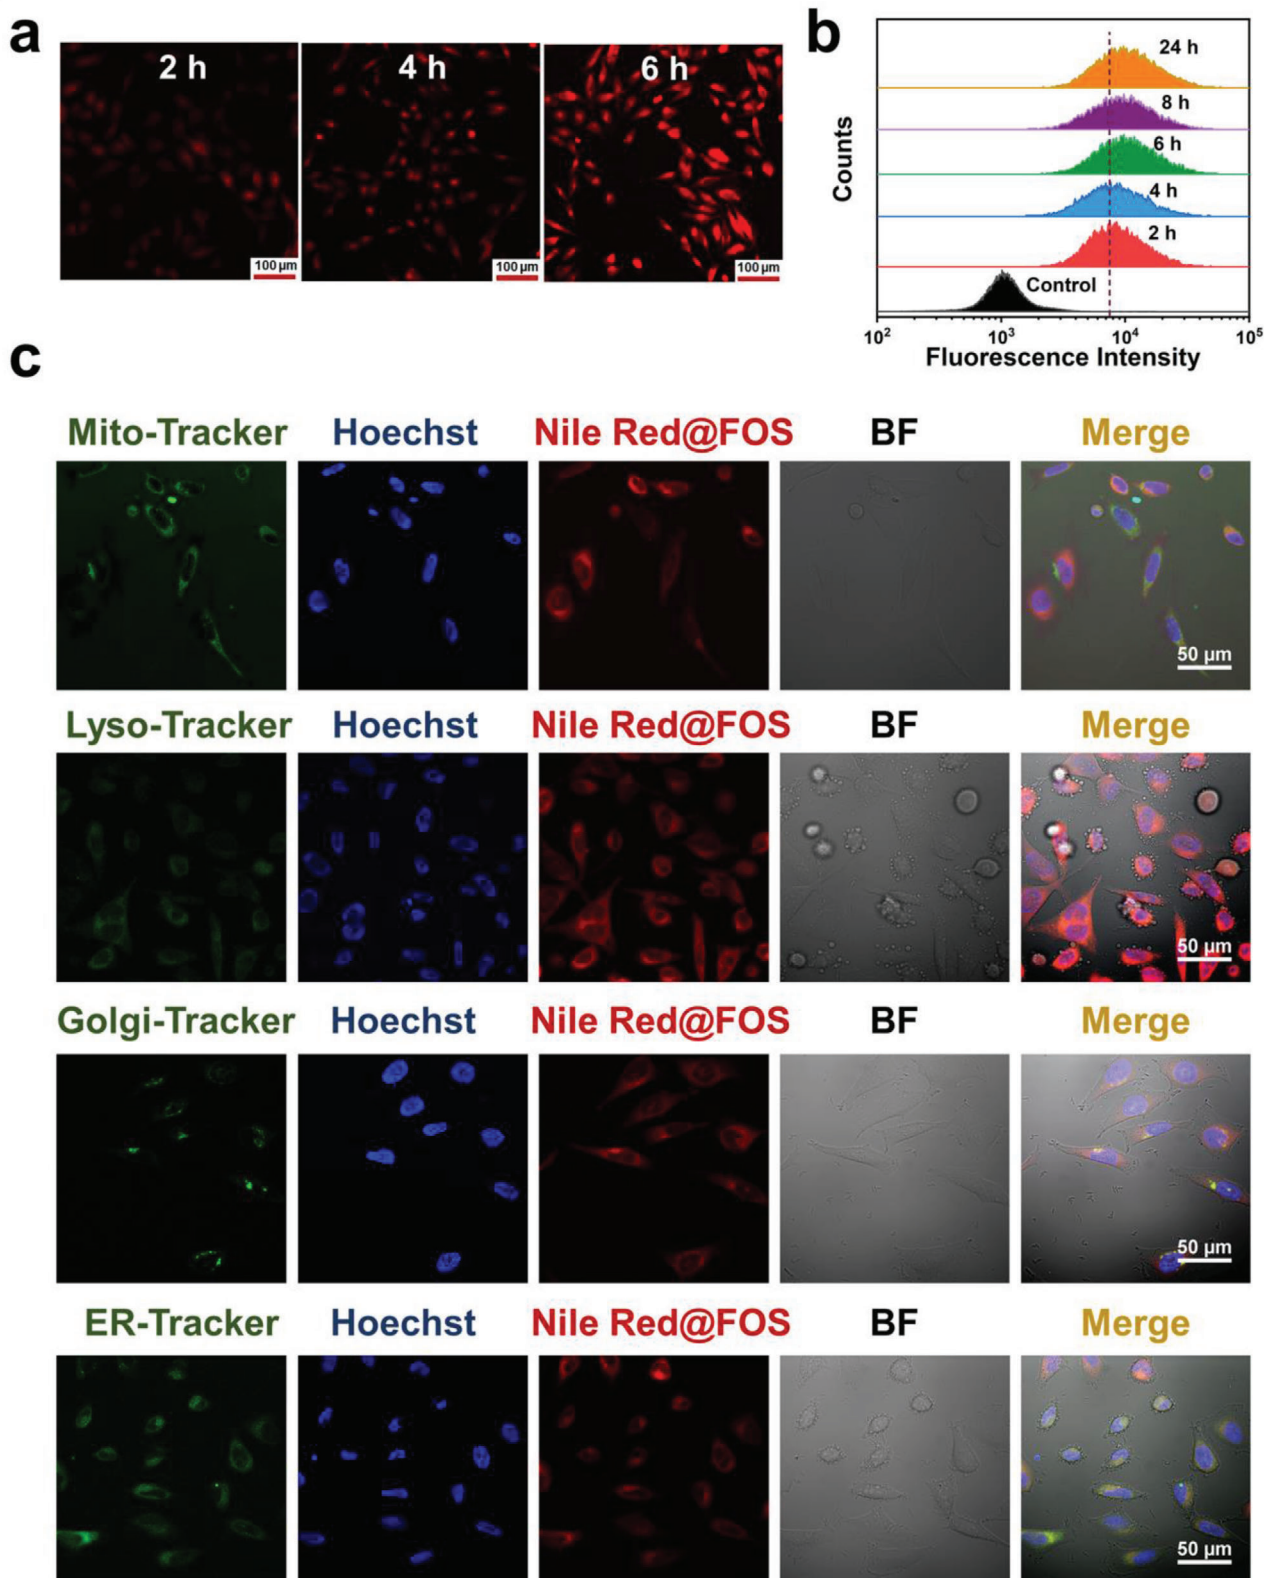 a
2 h
4 h
6 h
100 µm
100 µm
100 µm
b
24 h
8 h
6 h
4 h
2 h
Control
Counts
10² 10³ 10⁴ 10⁵
Fluorescence Intensity
c
Mito-Tracker Hoechst Nile Red@FOS BF Merge
50 µm
Lyso-Tracker Hoechst Nile Red@FOS BF Merge
50 µm
Golgi-Tracker Hoechst Nile Red@FOS BF Merge
50 µm
ER-Tracker Hoechst Nile Red@FOS BF Merge
50 µm